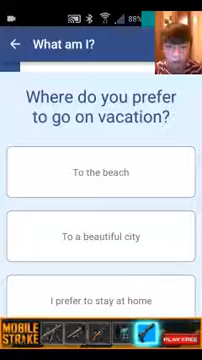 88%
What am I?
Where do you prefer
to go on vacation?
To the beach
To a beautiful city
I prefer to stay at home
MOBILE
STRIKE
PLAY FREE